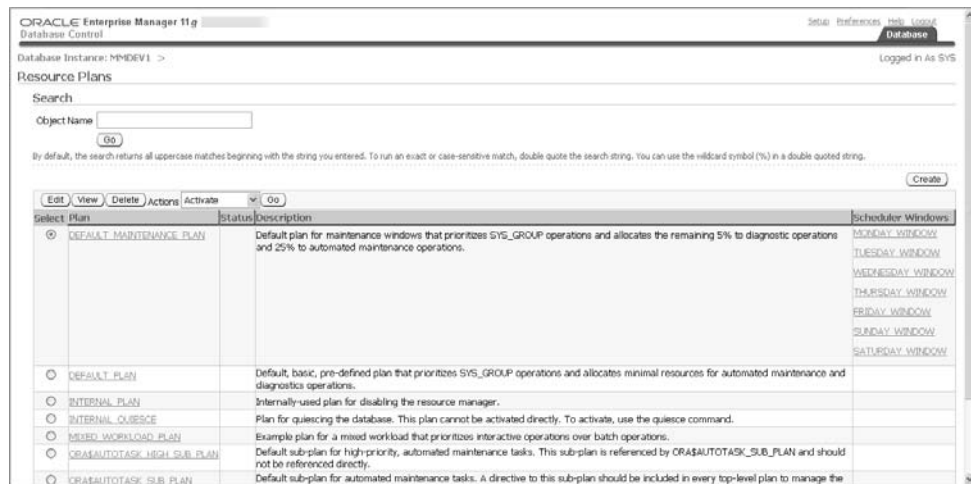 ORACLE Enterprise Manager 11g
Database Control
Setup Preferences Help Logout
Database
Database Instance: MMDEV1 >
Logged in As SYS
Resource Plans
Search
Object Name
Go
By default, the search returns all uppercase matches beginning with the string you entered. To run an exact or case-sensitive match, double quote the search string. You can use the wildcard symbol (%) in a double quoted string.
Create
Edit View Delete Actions Activate Go
Select Plan Status Description Scheduler Windows
DEFAULT_MAINTENANCE_PLAN
Default plan for maintenance windows that prioritizes SYS_GROUP operations and allocates the remaining 5% to diagnostic operations
and 25% to automated maintenance operations.
MONDAY_WINDOW
TUESDAY_WINDOW
WEDNESDAY_WINDOW
THURSDAY_WINDOW
FRIDAY_WINDOW
SUNDAY_WINDOW
SATURDAY_WINDOW
DEFAULT_PLAN
Default, basic, pre-defined plan that prioritizes SYS_GROUP operations and allocates minimal resources for automated maintenance and
diagnostics operations.
INTERNAL_PLAN Internally-used plan for disabling the resource manager.
INTERNAL_QUIESCE Plan for quiescing the database. This plan cannot be activated directly. To activate, use the quiesce command.
MIXED_WORKLOAD_PLAN Example plan for a mixed workload that prioritizes interactive operations over batch operations.
ORA$AUTOTASK_HIGH_SUB_PLAN
Default sub-plan for high-priority, automated maintenance tasks. This sub-plan is referenced by ORA$AUTOTASK_SUB_PLAN and should
not be referenced directly.
ORA$AUTOTASK_SUB_PLAN Default sub-plan for automated maintenance tasks. A directive to this sub-plan should be included in every top-level plan to manage the